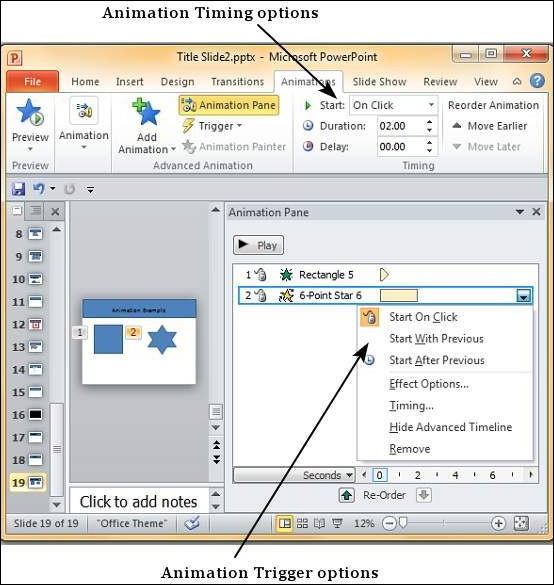 Animation Timing options
Title Slide2.pptx - Microsoft PowerPoint
File Home Insert Design Transitions Animations Slide Show Review View
Preview
Animation
Add Animation
Animation Pane
Trigger
Animation Painter
Start: On Click
Duration: 02.00
Delay: 00.00
Reorder Animation
Move Earlier
Move Later
Preview Advanced Animation Timing
8
9
10
11
12
13
14
15
16
17
18
19
Animation Example
1 2
Animation Pane
Play
1 Rectangle 5
2 6-Point Star 6
Start On Click
Start With Previous
Start After Previous
Effect Options...
Timing...
Hide Advanced Timeline
Remove
Seconds 0 2 4 6
Re-Order
Click to add notes
Slide 19 of 19 "Office Theme" 12%
Animation Trigger options